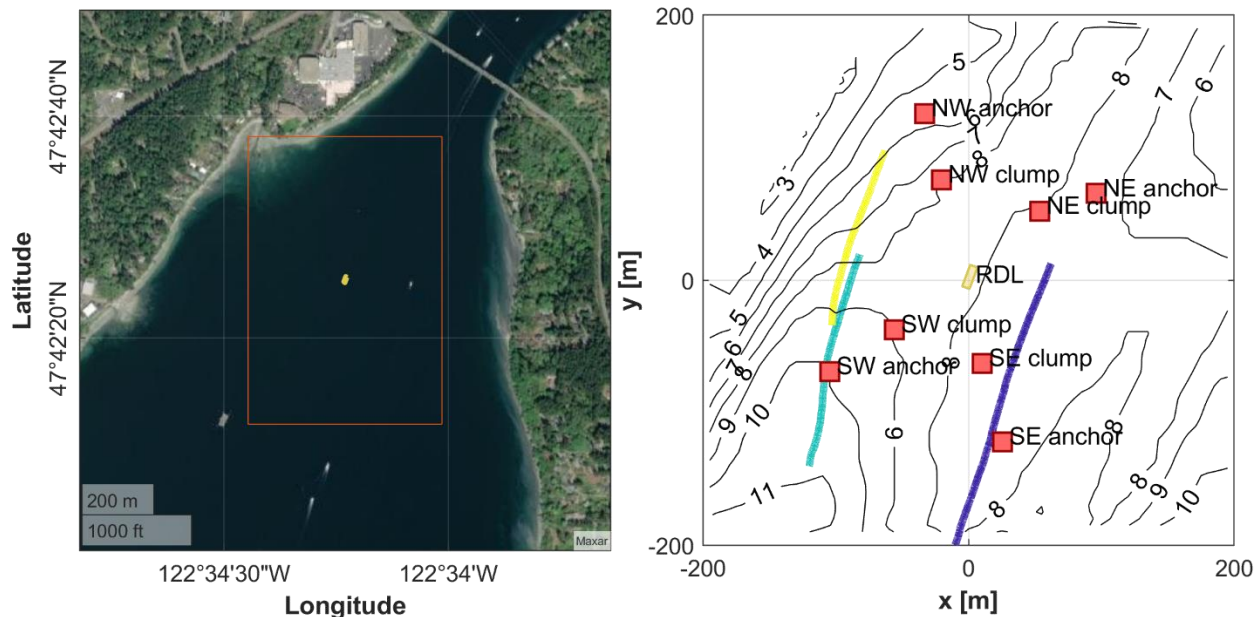 47°42'40"N
47°42'20"N
Latitude
200 m
1000 ft
Maxar
122°34'30"W
122°34'W
Longitude
200
0
-200
y [m]
-200
0
200
x [m]
NW anchor
NW clump
NE anchor
NE clump
RDL
SW clump
SW anchor
SE clump
SE anchor
3
4
5
5
6
7
8
9
10
11
6
7
8
8
7
6
8
6
8
8
8
9
10